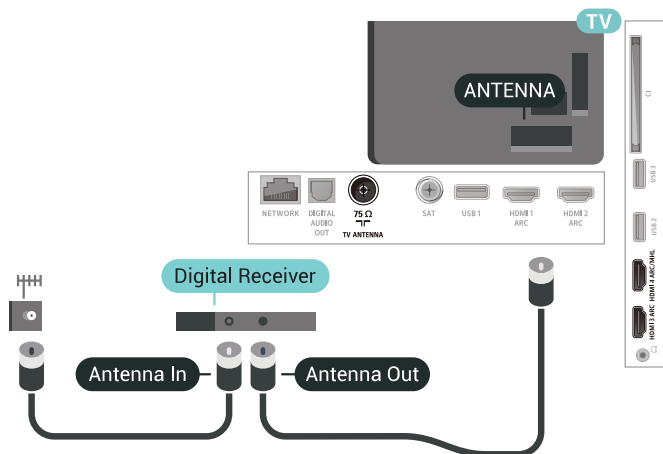 TV
ANTENNA
CI
USB 3
USB 2
HDMI 4 ARC/MHL
HDMI 3 ARC
NETWORK
DIGITAL
AUDIO
OUT
75 Ω
TV ANTENNA
SAT
USB 1
HDMI 1
ARC
HDMI 2
ARC
Digital Receiver
Antenna In
Antenna Out